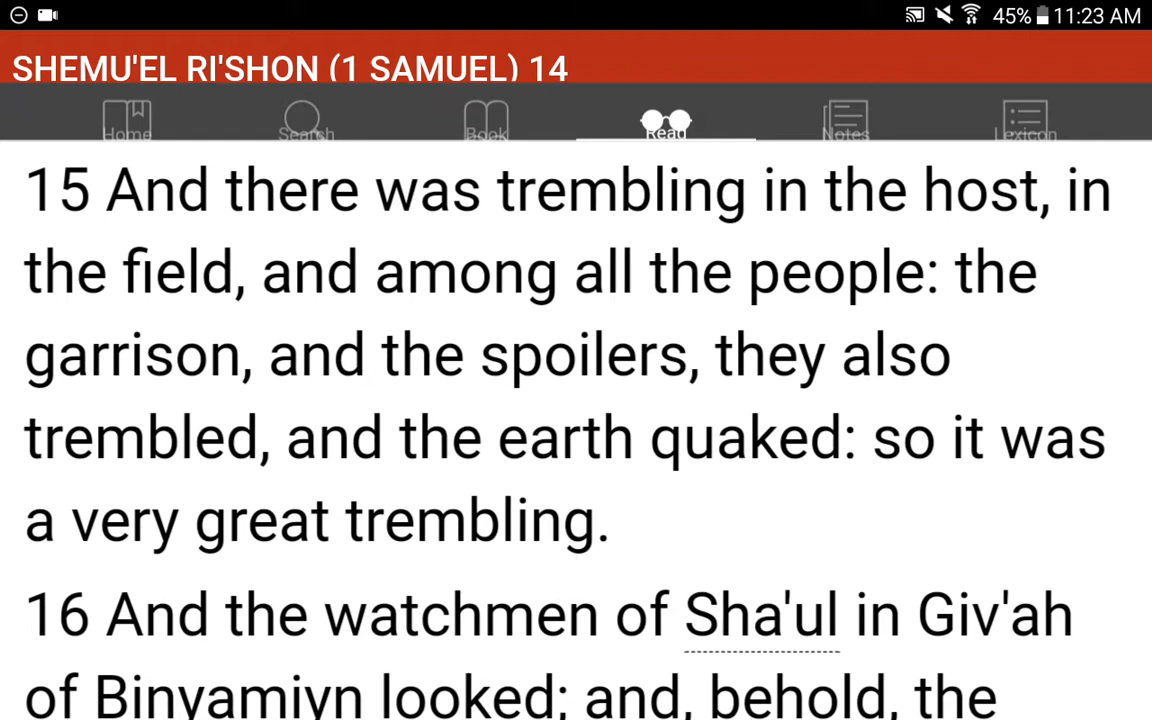 45% 11:23 AM
SHEMU'EL RI'SHON (1 SAMUEL) 14
Home Search Book Read Notes Lexicon
15 And there was trembling in the host, in
the field, and among all the people: the
garrison, and the spoilers, they also
trembled, and the earth quaked: so it was
a very great trembling.
16 And the watchmen of Sha'ul in Giv'ah
of Binyamiyn looked; and, behold, the